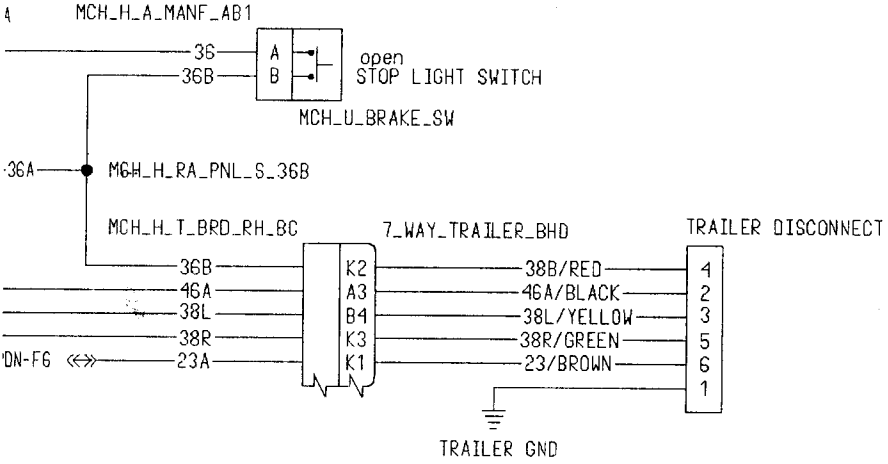 4 MCH_H_A_MANF_AB1
36 A open
36B B STOP LIGHT SWITCH
MCH_U_BRAKE_SW
36A MCH_H_RA_PNL_S_36B
MCH_H_T_BRD_RH_BC 7_WAY_TRAILER_BHD TRAILER DISCONNECT
36B K2 38B/RED 4
46A A3 46A/BLACK 2
38L B4 38L/YELLOW 3
38R K3 38R/GREEN 5
DN-F6 23A K1 23/BROWN 6
1
TRAILER GND